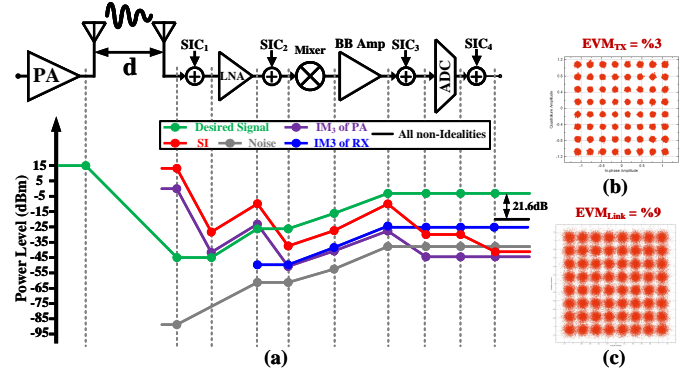 SIC1
SIC2
Mixer
BB Amp
SIC3
SIC4
PA
d
LNA
ADC
Desired Signal
IM3 of PA
All non-Idealities
SI
Noise
IM3 of RX
Power Level (dBm)
15
5
-5
-15
-25
-35
-45
-55
-65
-75
-85
-95
21.6dB
(a)
EVMTX = %3
(b)
EVMLink = %9
(c)